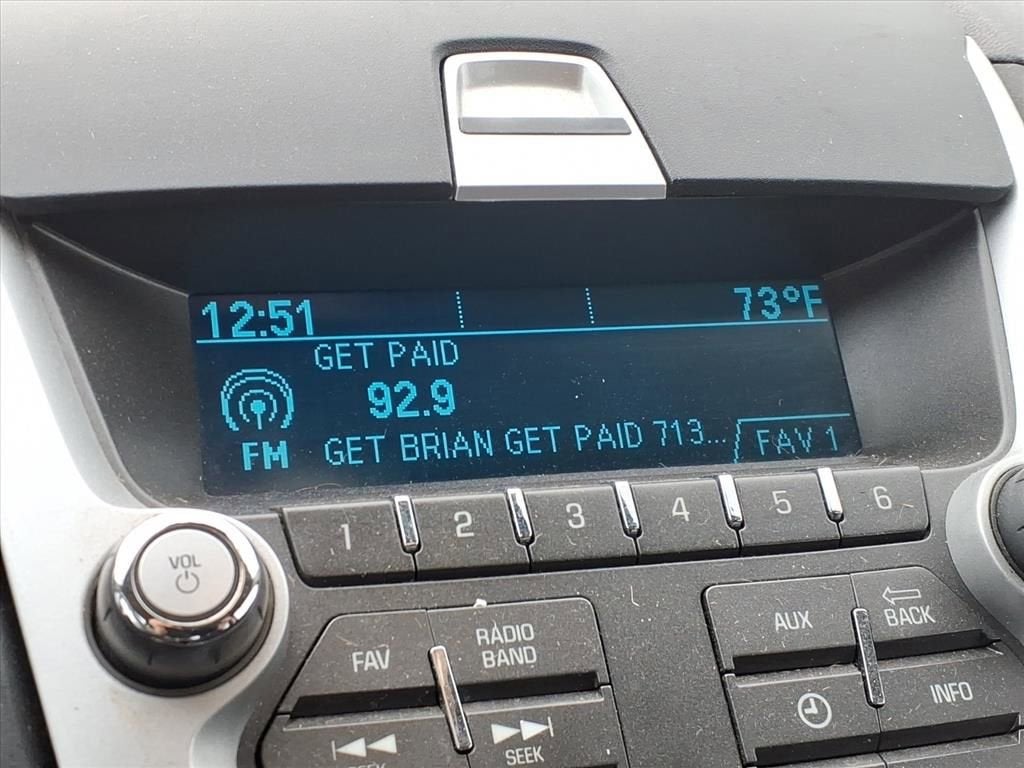 12:51 73°F
GET PAID
92.9
FM GET BRIAN GET PAID 713... FAV 1
1 2 3 4 5 6
VOL
FAV RADIO BAND AUX BACK
INFO
SEEK SEEK